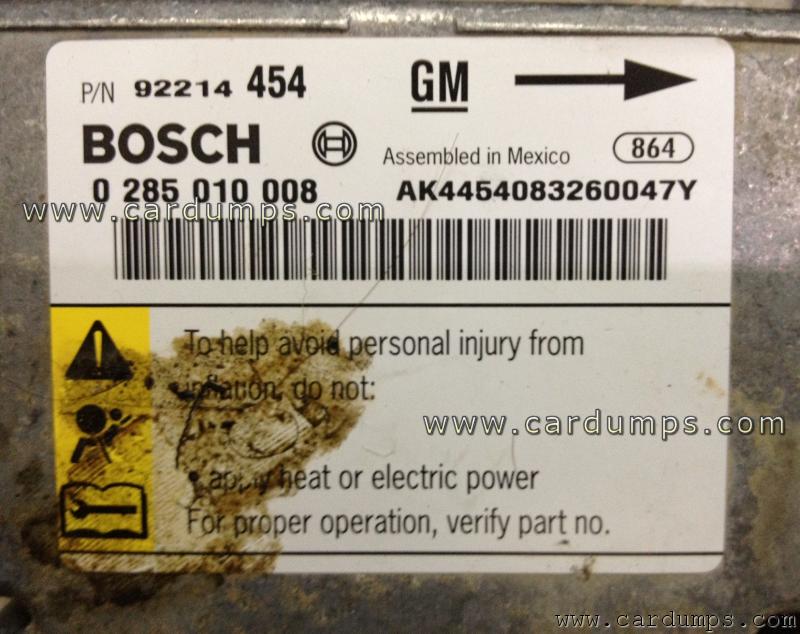 P/N 92214 454 GM
BOSCH Assembled in Mexico 864
0 285 010 008 AK4454083260047Y
www.cardumps.com
To help avoid personal injury from
inflation, do not:
www.cardumps.com
• apply heat or electric power
For proper operation, verify part no.
www.cardumps.com